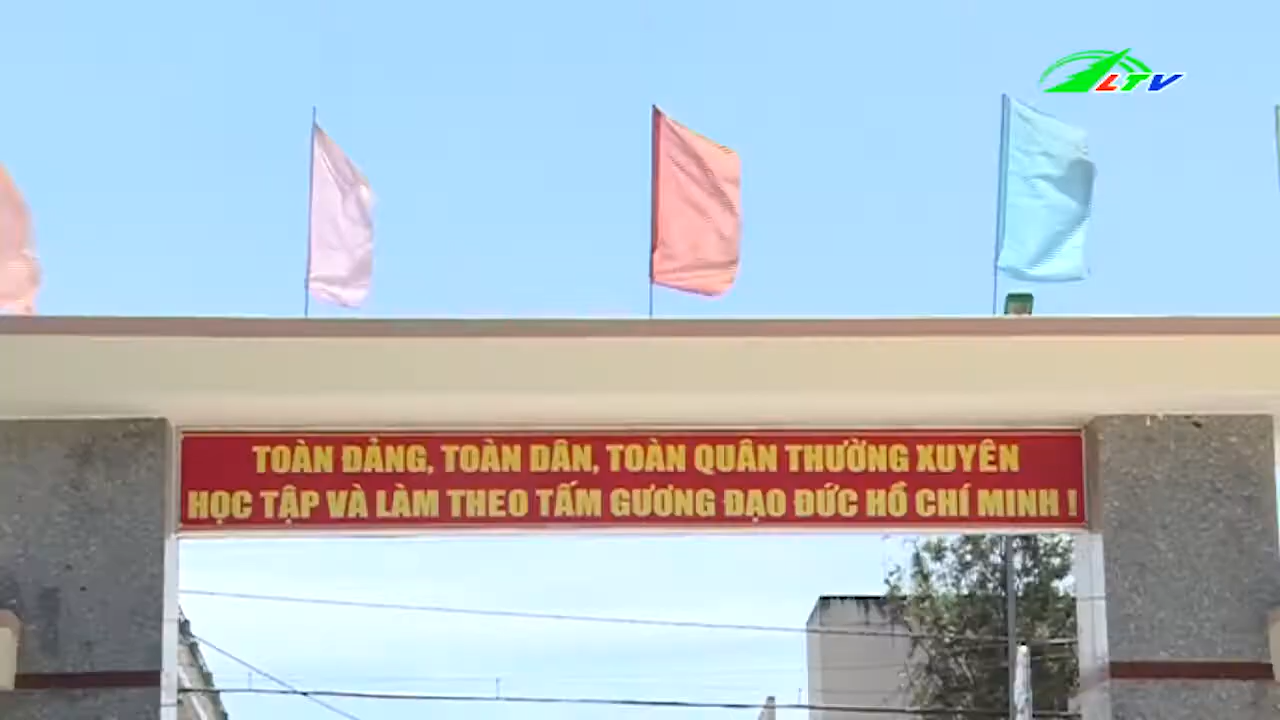 LTV
TOÀN ĐẢNG, TOÀN DÂN, TOÀN QUÂN THƯỜNG XUYÊN
HỌC TẬP VÀ LÀM THEO TẤM GƯƠNG ĐẠO ĐỨC HỒ CHÍ MINH !